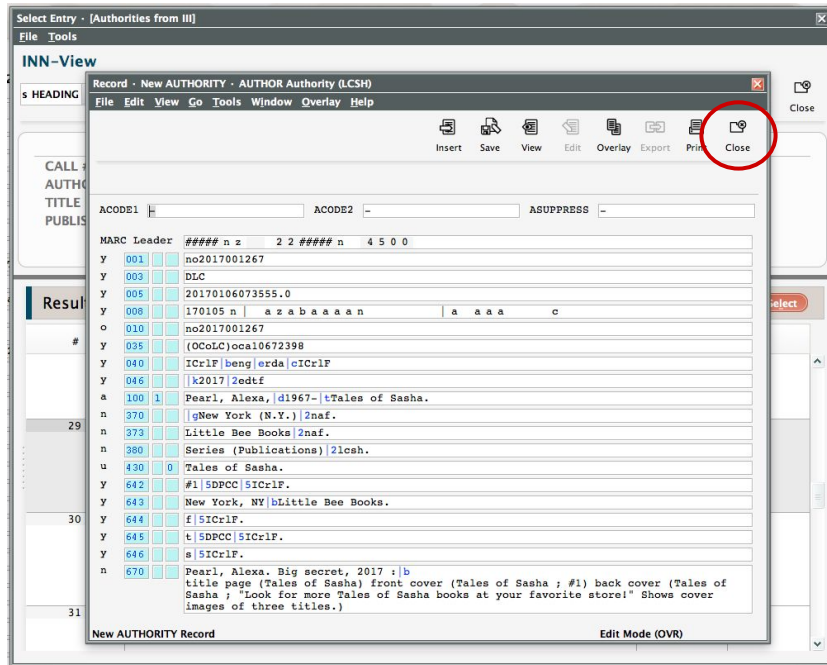 Select Entry · [Authorities from III]
File Tools
INN-View
s HEADING
Close
CALL #
AUTHO
TITLE
PUBLIS
Result
elect
#
29
30
31
Record · New AUTHORITY · AUTHOR Authority (LCSH)
File Edit View Go Tools Window Overlay Help
Insert Save View Edit Overlay Export Print Close
ACODE1 - ACODE2 - ASUPPRESS -
MARC Leader ##### n z 2 2 ##### n 4 5 0 0
y 001 no2017001267
y 003 DLC
y 005 20170106073555.0
y 008 170105 n | a z a b a a a a n | a a a a c
o 010 no2017001267
y 035 (OCoLC)oca10672398
y 040 ICrlF|beng|erda|cICrlF
y 046 |k2017|2edtf
a 100 1 Pearl, Alexa,|d1967-|tTales of Sasha.
n 370 |gNew York (N.Y.)|2naf.
n 373 Little Bee Books|2naf.
n 380 Series (Publications)|2lcsh.
u 430 0 Tales of Sasha.
y 642 #1|5DPCC|5ICrlF.
y 643 New York, NY|bLittle Bee Books.
y 644 f|5ICrlF.
y 645 t|5DPCC|5ICrlF.
y 646 s|5ICrlF.
n 670 Pearl, Alexa. Big secret, 2017 :|b
title page (Tales of Sasha) front cover (Tales of Sasha ; #1) back cover (Tales of
Sasha ; "Look for more Tales of Sasha books at your favorite store!" Shows cover
images of three titles.)
New AUTHORITY Record Edit Mode (OVR)